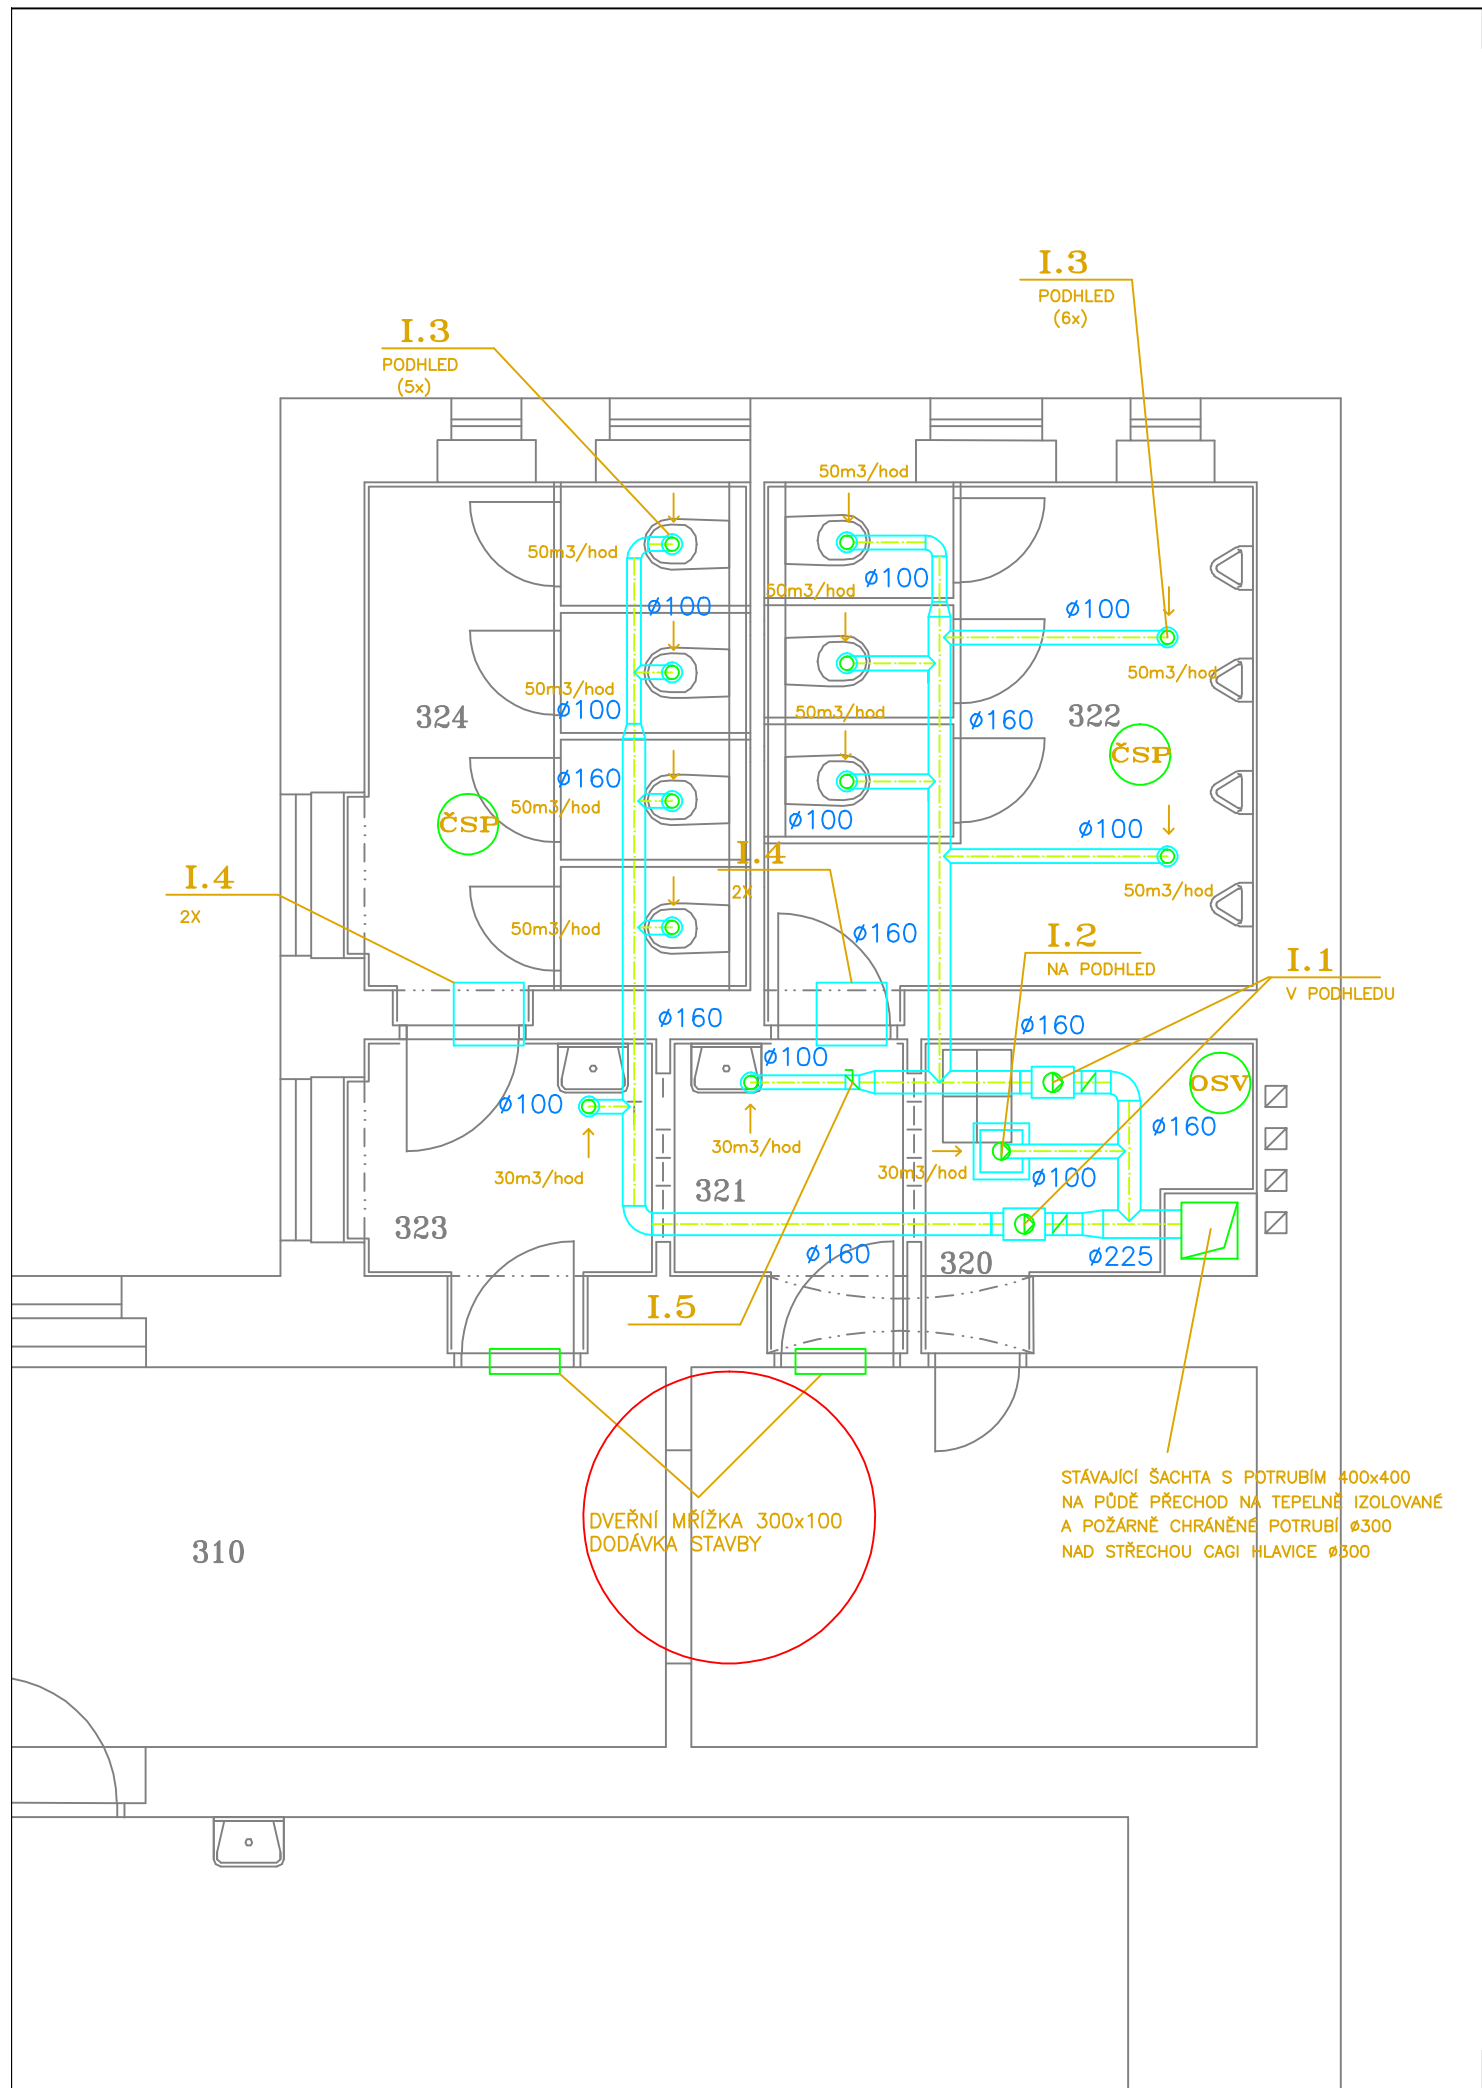 I.3
PODHLED
(6x)
I.3
PODHLED
(5x)
50m3/hod
50m3/hod
ø100
50m3/hod
ø100
ø100
50m3/hod
50m3/hod
ø100
50m3/hod
324
ø160
322
ČSP
ø160
50m3/hod
ČSP
ø100
ø100
I.4
2X
I.4
2X
50m3/hod
50m3/hod
ø160
I.2
NA PODHLED
I.1
V PODHLEDU
ø160
ø160
ø100
OSV
ø100
ø160
30m3/hod
30m3/hod
30m3/hod
ø100
321
323
ø160
320
ø225
I.5
STÁVAJÍCÍ ŠACHTA S POTRUBÍM 400x400
NA PŮDĚ PŘECHOD NA TEPELNĚ IZOLOVANÉ
A POŽÁRNĚ CHRÁNĚNÉ POTRUBÍ ø300
NAD STŘECHOU CAGI HLAVICE ø300
DVEŘNÍ MŘÍŽKA 300x100
DODÁVKA STAVBY
310